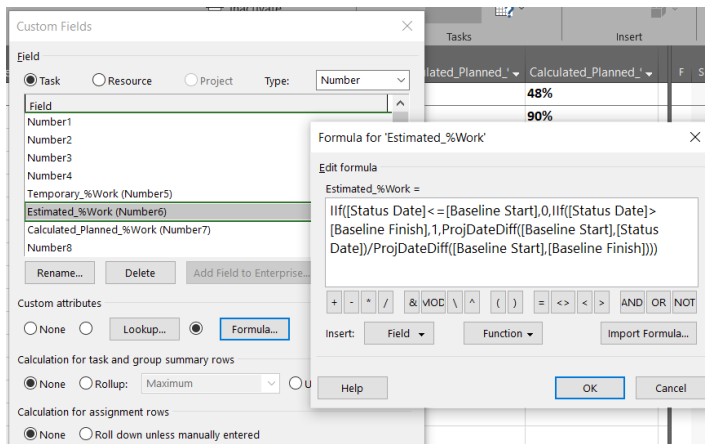 Inactivate
Tasks
Insert
Custom Fields
Field
Task Resource Project Type: Number
Field
Number1
Number2
Number3
Number4
Temporary_%Work (Number5)
Estimated_%Work (Number6)
Calculated_Planned_%Work (Number7)
Number8
Rename... Delete Add Field to Enterprise...
Custom attributes
None Lookup... Formula...
Calculation for task and group summary rows
None Rollup: Maximum U
Calculation for assignment rows
None Roll down unless manually entered
lated_Planned_' Calculated_Planned_' F S
48%
90%
Formula for 'Estimated_%Work'
Edit formula
Estimated_%Work =
IIf([Status Date]<=[Baseline Start],0,IIf([Status Date]>
[Baseline Finish],1,ProjDateDiff([Baseline Start],[Status
Date])/ProjDateDiff([Baseline Start],[Baseline Finish])))
+ - * / & MOD \ ^ ( ) = <> < > AND OR NOT
Insert: Field Function Import Formula...
Help OK Cancel